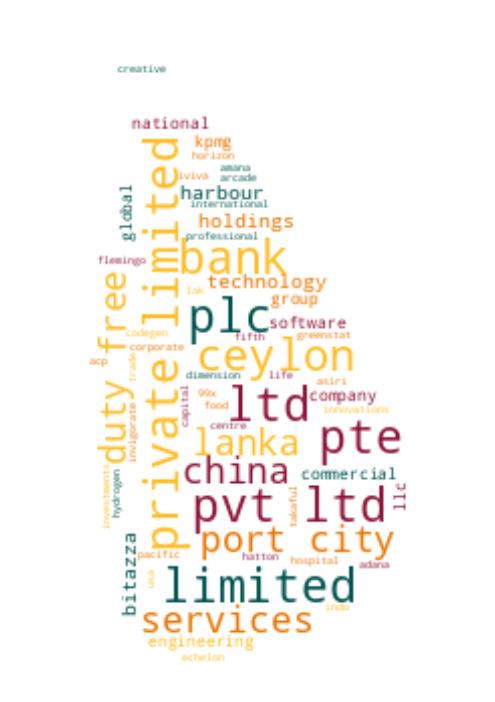 creative
national
kpmg
horizon
amana
iviva
arcade
harbour
global
international
holdings
professional
private limited
bank
flemingo
technology
lak
group
duty free
plc
software
codegen
fifth
greenstat
corporate
ceylon
acp
trade
dimension
life
asiri
capital
99x
ltd
company
food
innovations
invigorate
centre
lanka
pte
china
commercial
investments
hydrogen
pvt ltd
takaful
llc
port city
bitazza
pacific
hatton
hospital
adana
usa
limited
indo
services
engineering
echelon